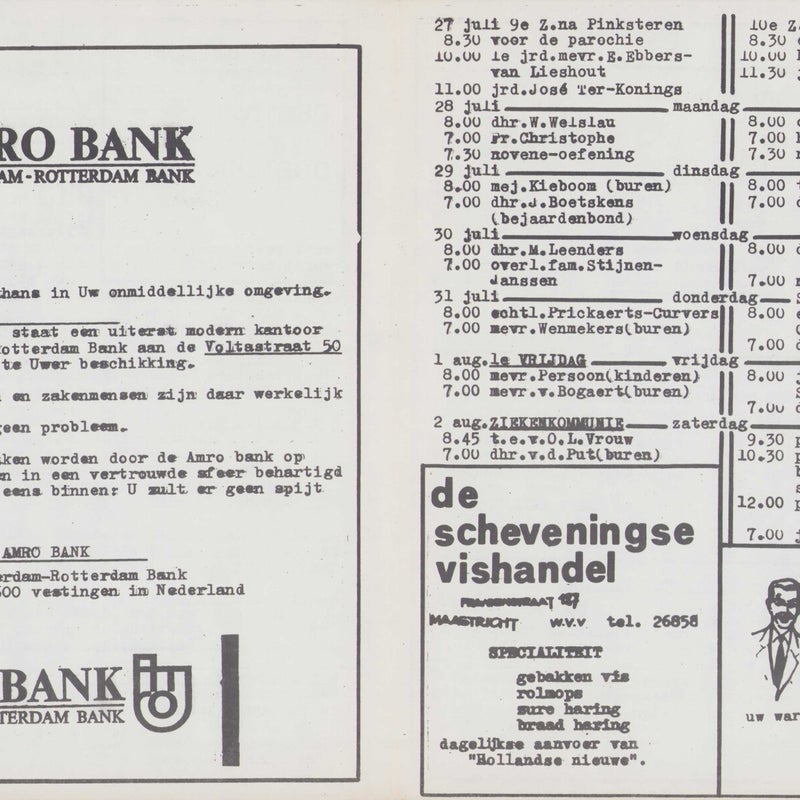 RO BANK
AM-ROTTERDAM BANK
thans in Uw onmiddellijke omgeving.
staat een uiterst modern kantoor
otterdam Bank aan de Voltastraat 50
te Uwer beschikking.
en zakenmensen zijn daar werkelijk
geen probleem.
ken worden door de Amro bank op
n in een vertrouwde sfeer behartigd
eens binnen: U zult er geen spijt
AMRO BANK
erdam-Rotterdam Bank
500 vestingen in Nederland
BANK
TERDAM BANK
27 juli 9e Z.na Pinksteren
8.30 voor de parochie
10.00 1e jrd.mevr.E.Ebbers-
van Lieshout
11.00 jrd.José Ter-Konings
28 juli maandag
8.00 dhr.W.Welslau
7.00 Fr.Christophe
7.30 novene-oefening
29 juli dinsdag
8.00 mej.Kieboom (buren)
7.00 dhr.J.Boetskens
(bejaardenbond)
30 juli woensdag
8.00 dhr.M.Leenders
7.00 overl.fam.Stijnen-
Janssen
31 juli donderdag
8.00 echtl.Prickaerts-Curvers
7.00 mevr.Wenmekers(buren)
1 aug.1e VRIJDAG vrijdag
8.00 mevr.Persoon(kinderen)
7.00 mevr.v.Bogaert(buren)
2 aug.ZIEKENKOMMUNIE zaterdag
8.45 t.e.v.O.L.Vrouw
7.00 dhr.v.d.Put(buren)
de
scheveningse
vishandel
MAASTRICHT w.v.v tel. 26858
SPECIALITEIT
gebakken vis
rolmops
sure haring
braad haring
dagelijkse aanvoer van
"Hollandse nieuwe".
10e Z
8.30
10.00
11.30
8.00
7.00
7.30
8.00
7.00
8.00
7.00
8.00
7.00
8.00
7.00
9.30
10.30
12.00
7.00
uw war